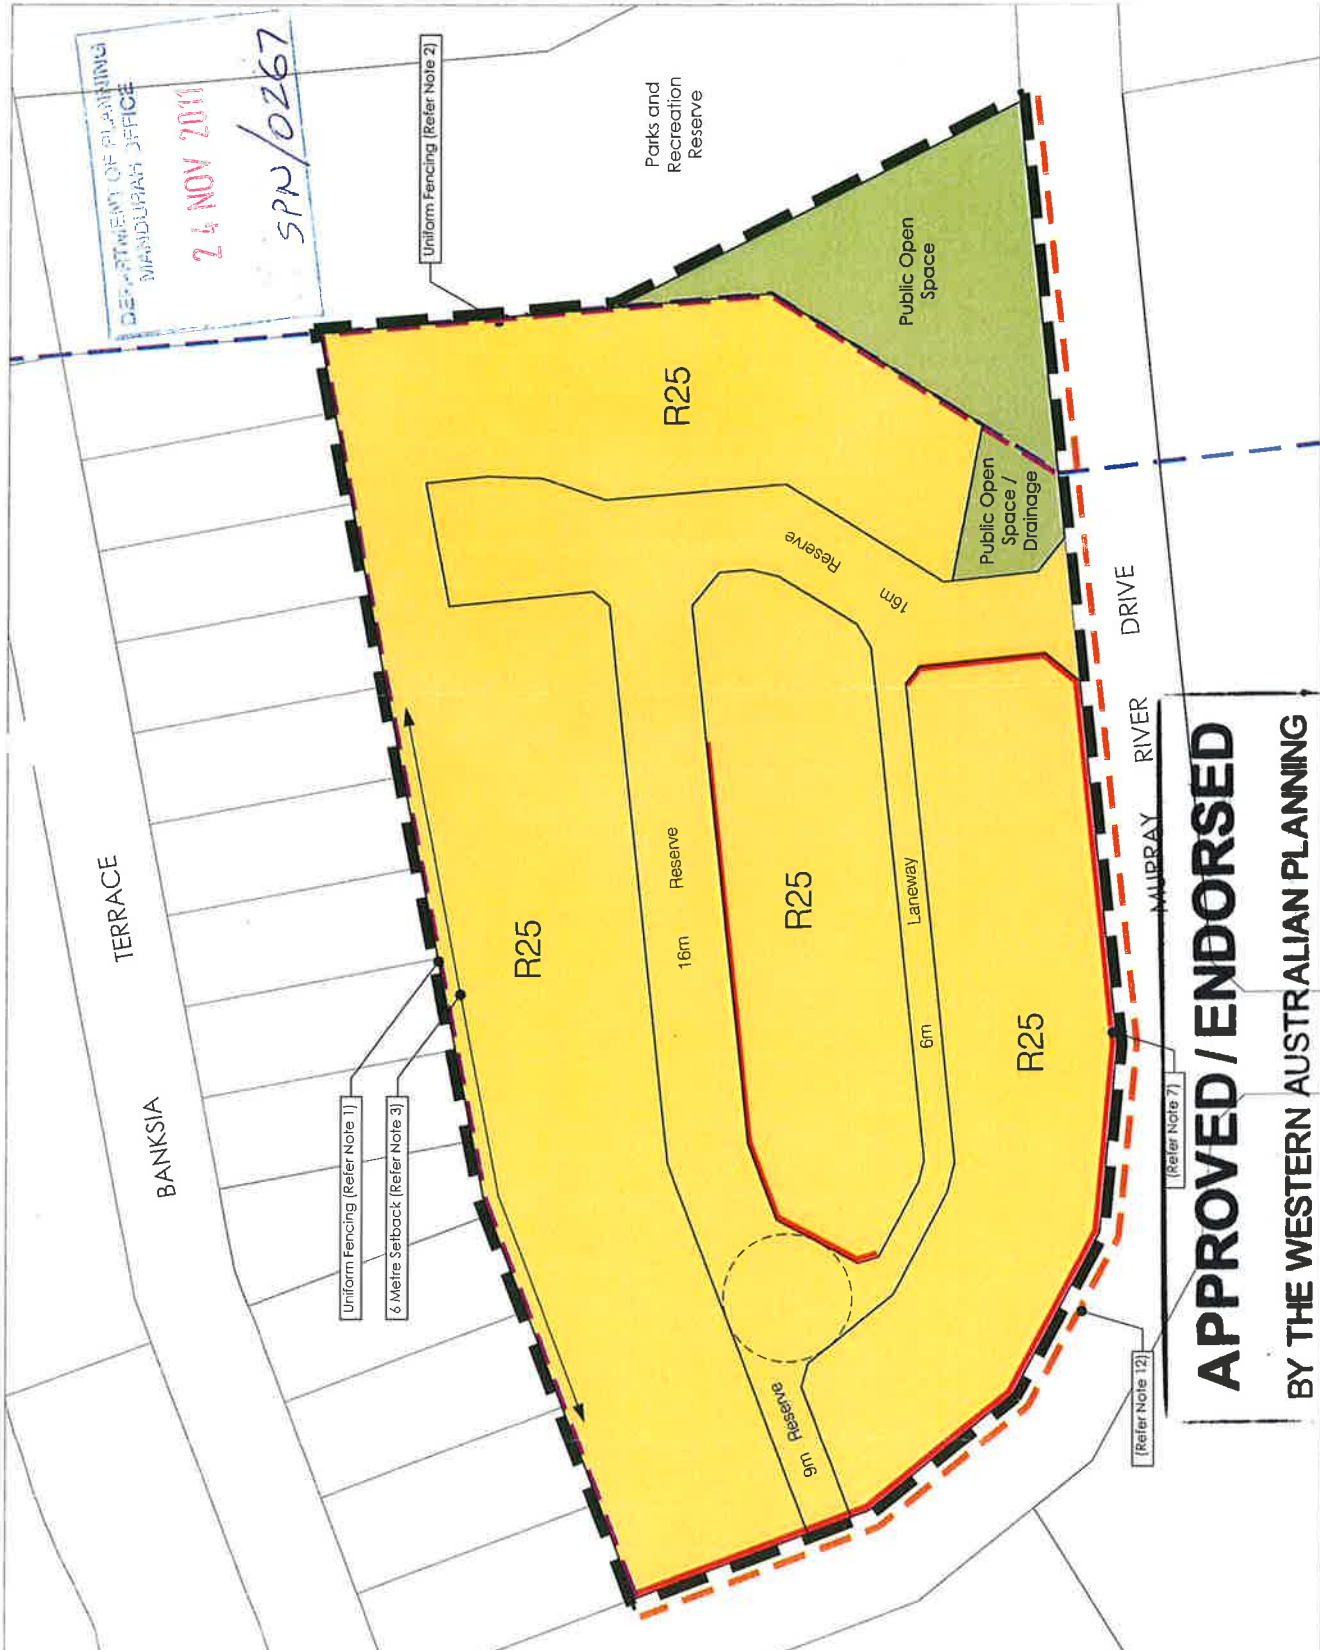 DEPARTMENT OF PLANNING
MANDURAH OFFICE
24 NOV 2011
SPN/0267
Uniform Fencing (Refer Note 2)
Parks and
Recreation
Reserve
Public Open
Space
Public Open
Space /
Drainage
R25
Reserve
16m
TERRACE
BANKSIA
Uniform Fencing (Refer Note 1)
6 Metre Setback (Refer Note 3)
R25
16m Reserve
R25
6m Laneway
R25
9m Reserve
MURRAY RIVER DRIVE
(Refer Note 7)
(Refer Note 12)
APPROVED / ENDORSED
BY THE WESTERN AUSTRALIAN PLANNING